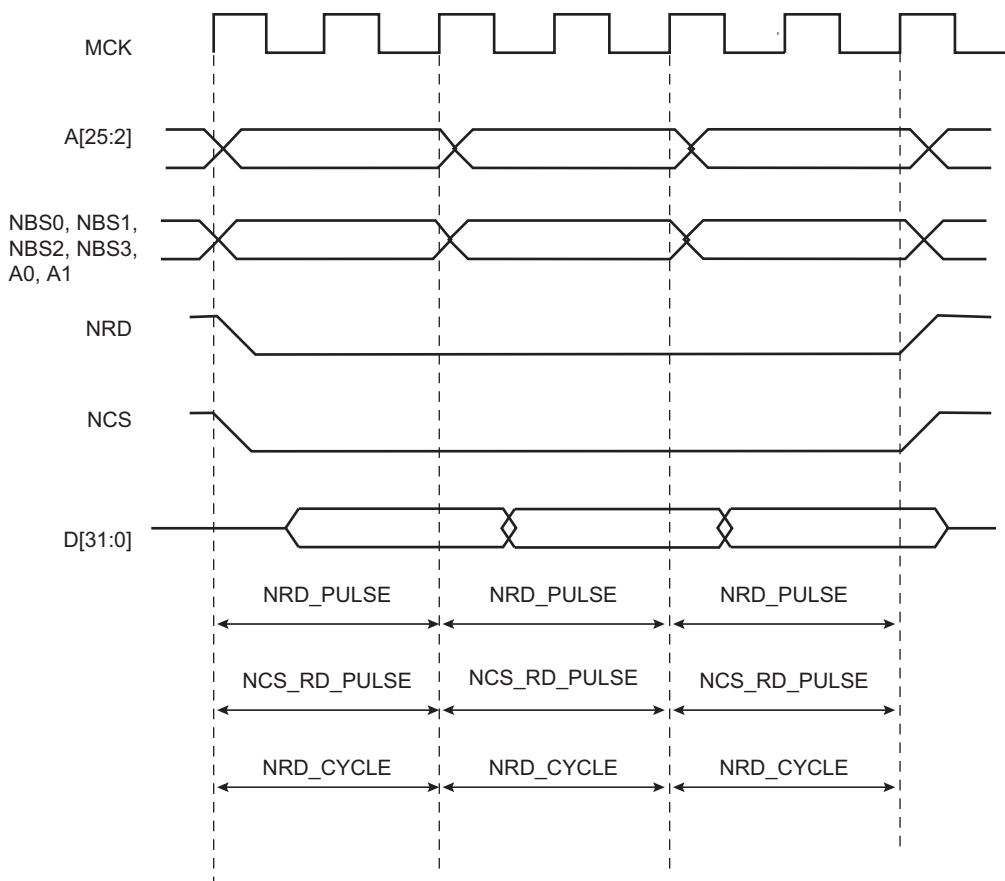 MCK
A[25:2]
NBS0, NBS1,
NBS2, NBS3,
A0, A1
NRD
NCS
D[31:0]
NRD_PULSE NRD_PULSE NRD_PULSE
NCS_RD_PULSE NCS_RD_PULSE NCS_RD_PULSE
NRD_CYCLE NRD_CYCLE NRD_CYCLE